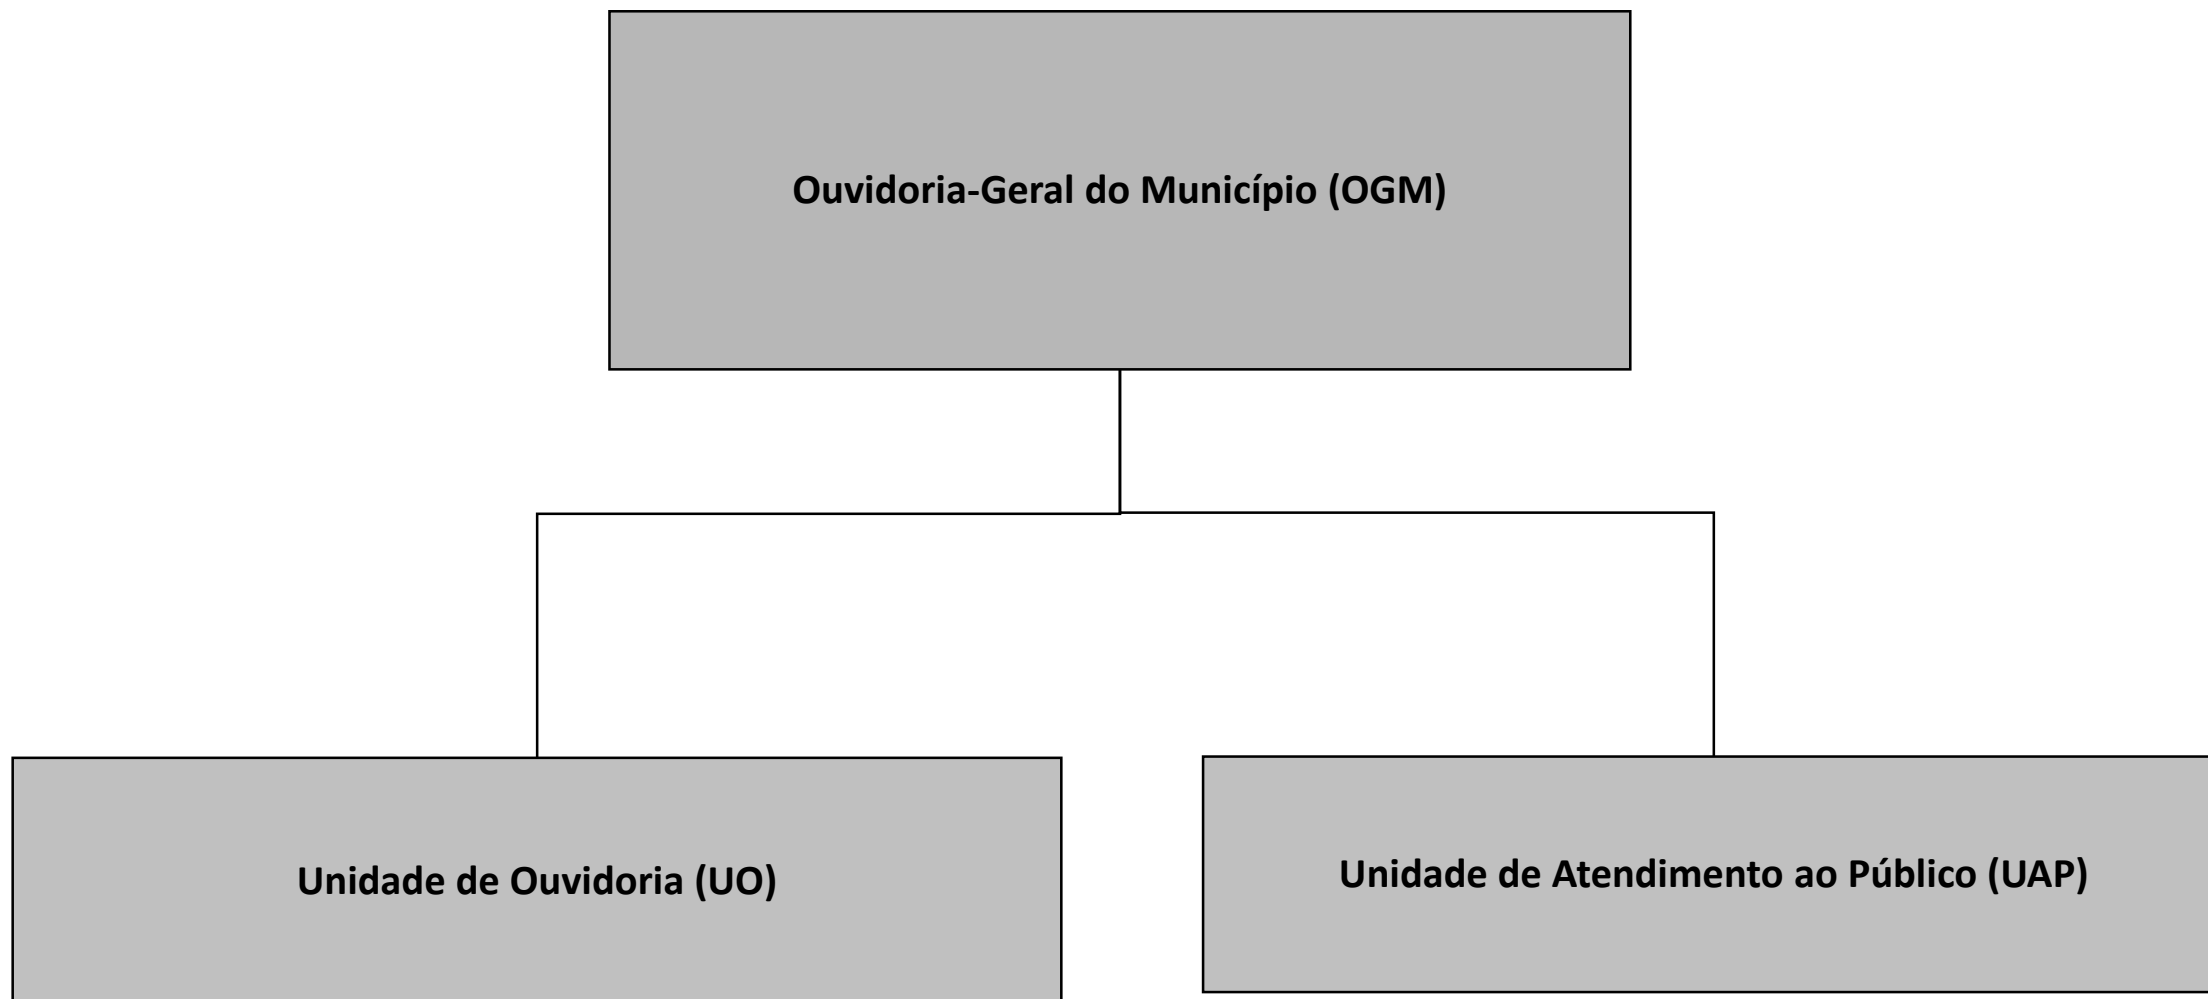 Ouvidoria-Geral do Município (OGM)
Unidade de Ouvidoria (UO)
Unidade de Atendimento ao Público (UAP)